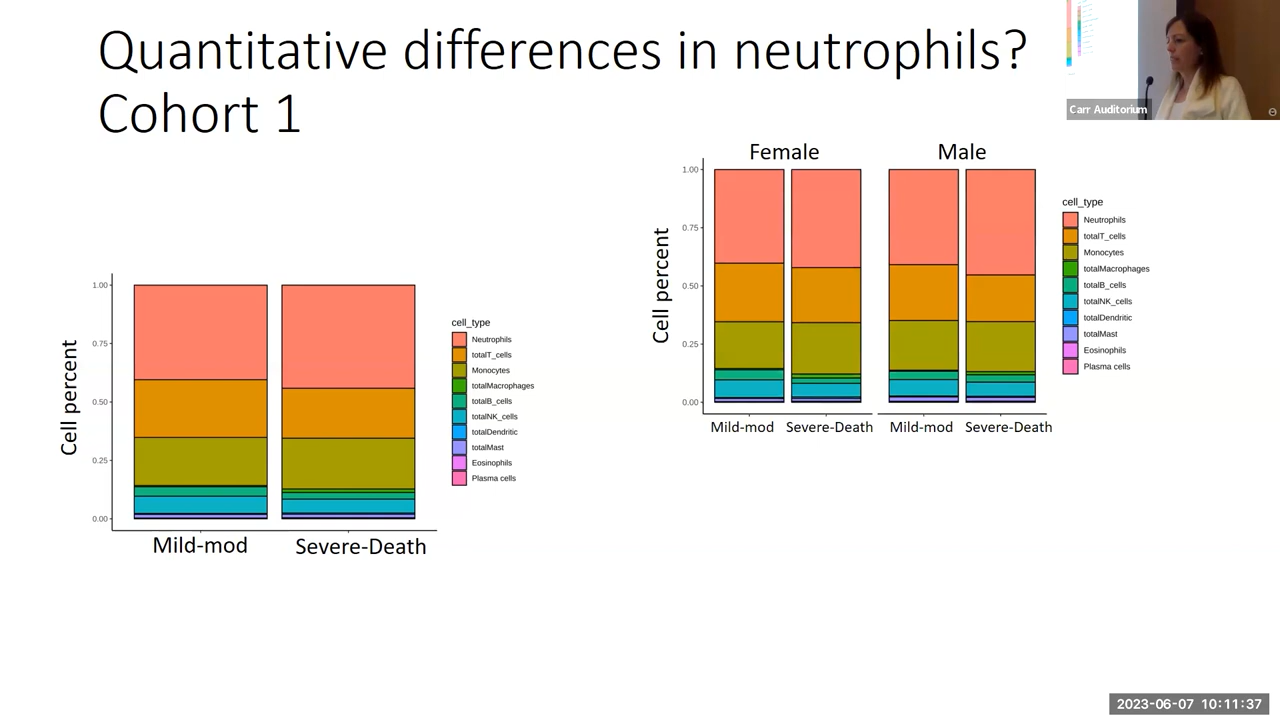 Quantitative differences in neutrophils?
Cohort 1
Carr Auditorium
Cell percent
1.00
0.75
0.50
0.25
0.00
Mild-mod
Severe-Death
cell_type
Neutrophils
totalT_cells
Monocytes
totalMacrophages
totalB_cells
totalNK_cells
totalDendritic
totalMast
Eosinophils
Plasma cells
Female
Male
Cell percent
1.00
0.75
0.50
0.25
0.00
Mild-mod
Severe-Death
Mild-mod
Severe-Death
cell_type
Neutrophils
totalT_cells
Monocytes
totalMacrophages
totalB_cells
totalNK_cells
totalDendritic
totalMast
Eosinophils
Plasma cells
2023-06-07 10:11:37